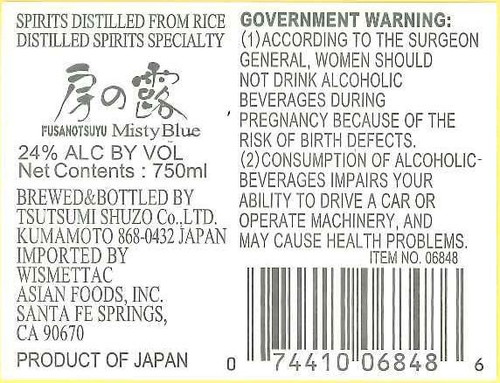 SPIRITS DISTILLED FROM RICE
DISTILLED SPIRITS SPECIALTY
房の露
FUSANOTSUYU Misty Blue
24% ALC BY VOL
Net Contents : 750ml
BREWED&BOTTLED BY
TSUTSUMI SHUZO Co.,LTD.
KUMAMOTO 868-0432 JAPAN
IMPORTED BY
WISMETTAC
ASIAN FOODS, INC.
SANTA FE SPRINGS,
CA 90670
PRODUCT OF JAPAN
GOVERNMENT WARNING:
(1)ACCORDING TO THE SURGEON
GENERAL, WOMEN SHOULD
NOT DRINK ALCOHOLIC
BEVERAGES DURING
PREGNANCY BECAUSE OF THE
RISK OF BIRTH DEFECTS.
(2)CONSUMPTION OF ALCOHOLIC-
BEVERAGES IMPAIRS YOUR
ABILITY TO DRIVE A CAR OR
OPERATE MACHINERY, AND
MAY CAUSE HEALTH PROBLEMS.
ITEM NO. 06848
0 74410 06848 6